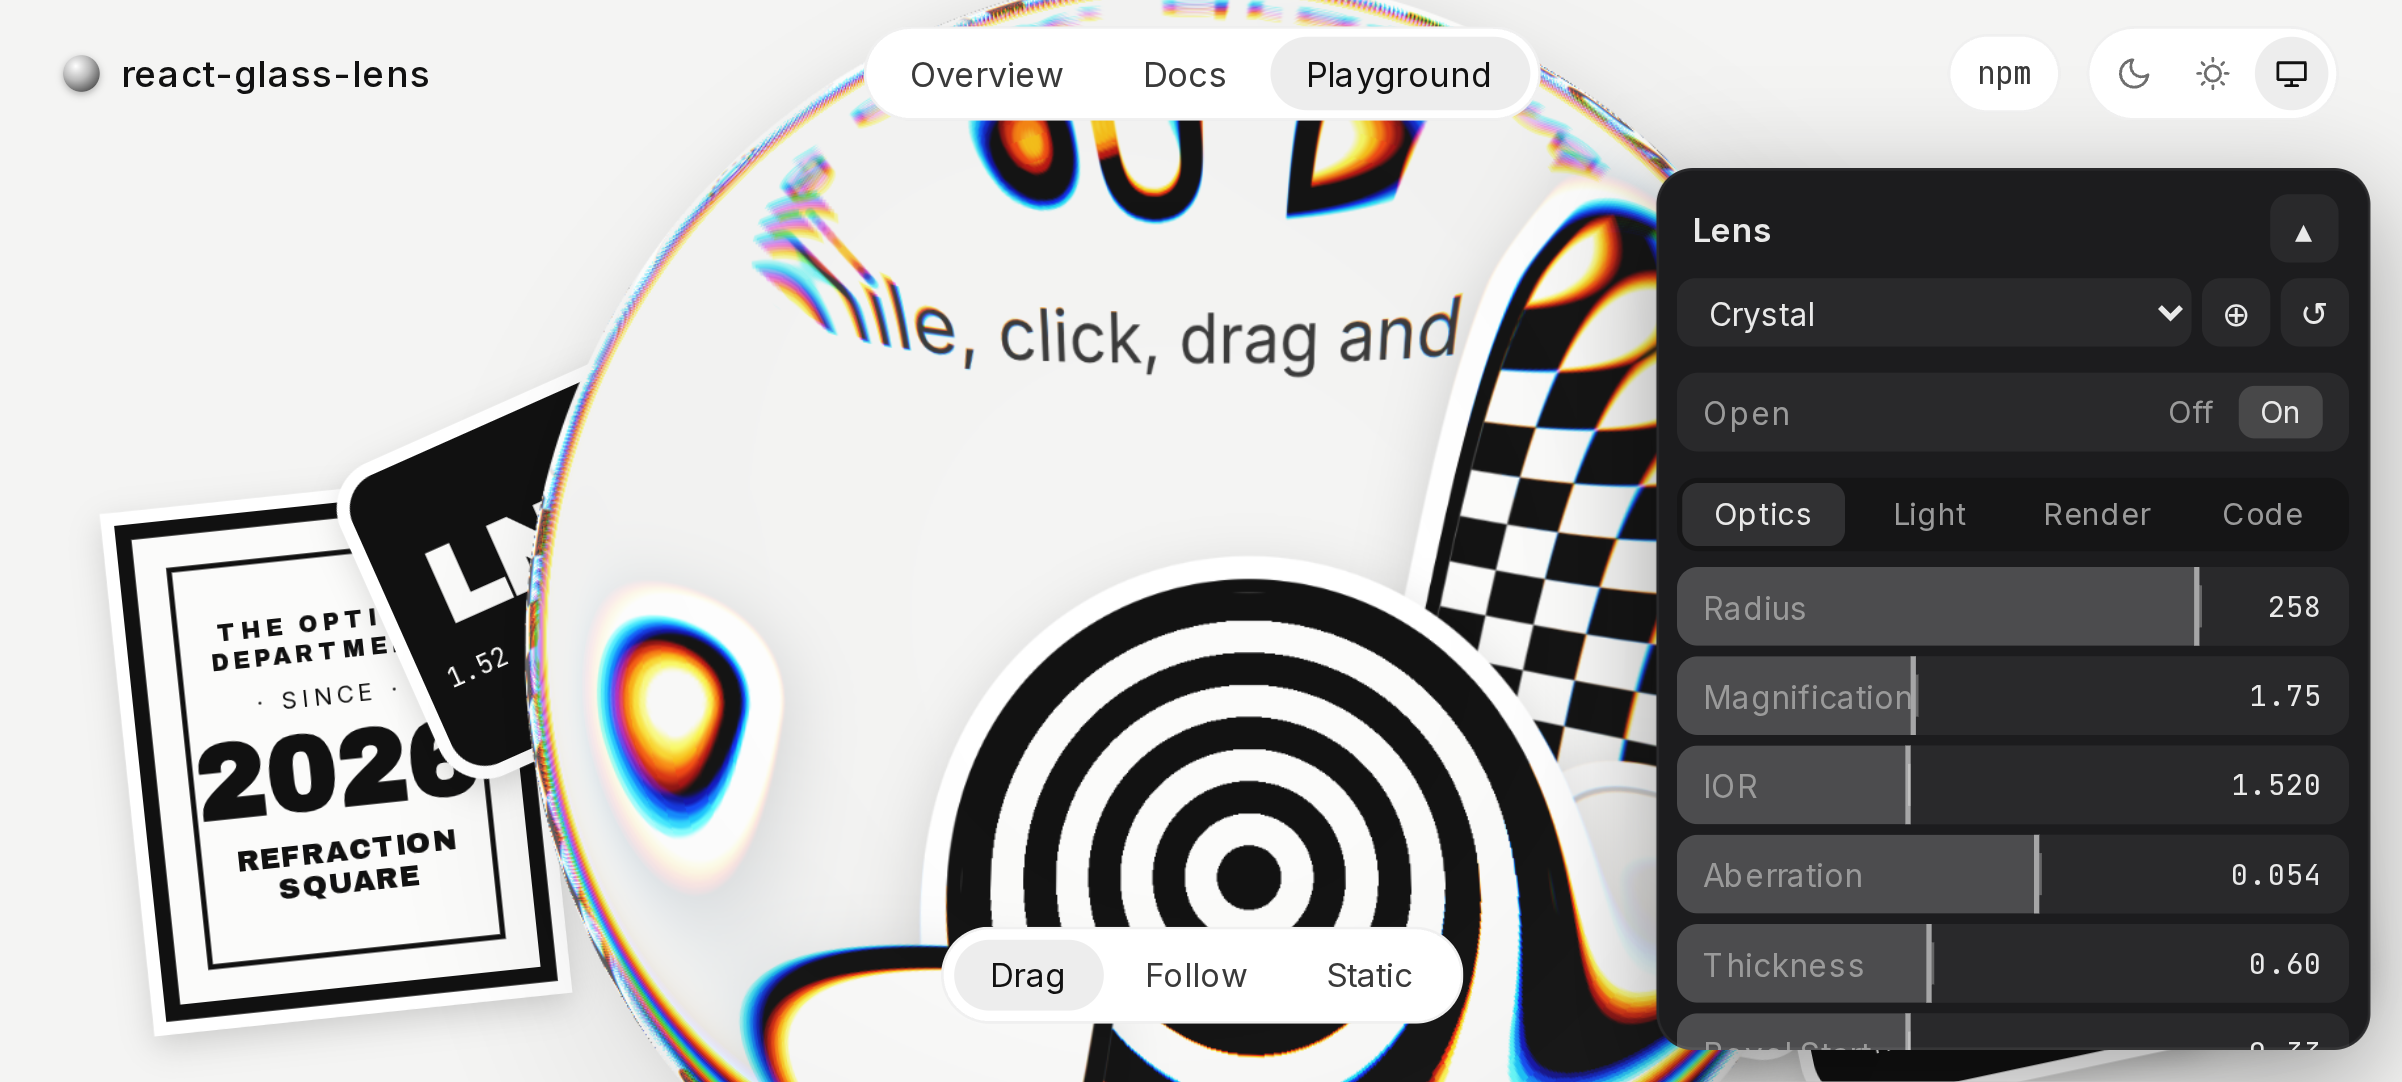 react-glass-lens
Overview Docs Playground
npm
ile, click, drag and
Lens
Crystal
Open Off On
Optics Light Render Code
Radius 258
Magnification 1.75
IOR 1.520
Aberration 0.054
Thickness 0.60
THE OPTI
DEPARTME
· SINCE ·
2026
REFRACTION
SQUARE
LN
1.52
Drag Follow Static